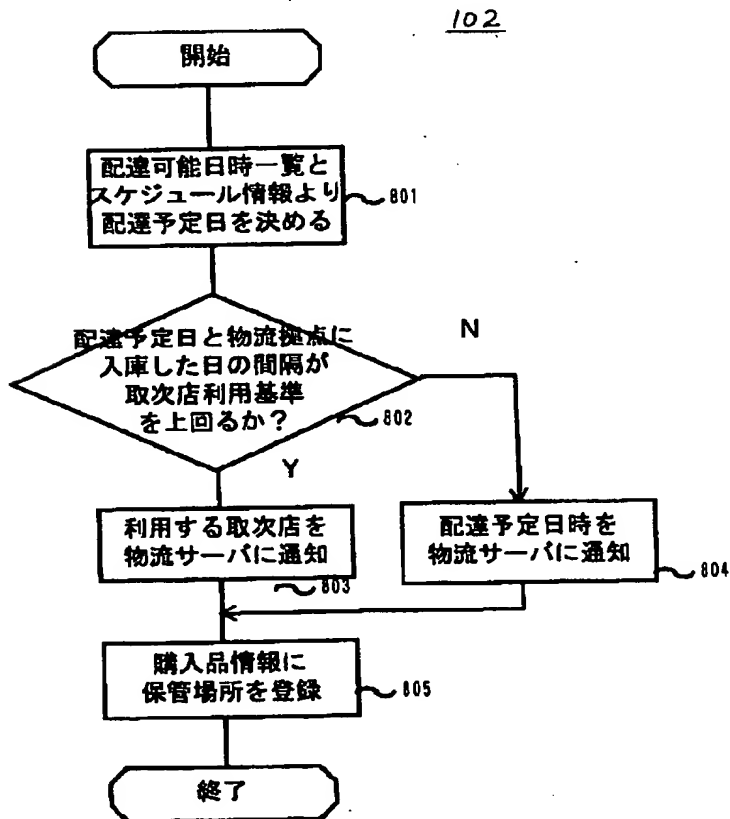 102
開始
配達可能日時一覧と
スケジュール情報より
配達予定日を決める
801
配達予定日と物流拠点に
入庫した日の間隔が
取次店利用基準
を上回るか？
802
N
Y
利用する取次店を
物流サーバに通知
803
配達予定日時を
物流サーバに通知
804
購入品情報に
保管場所を登録
805
終了